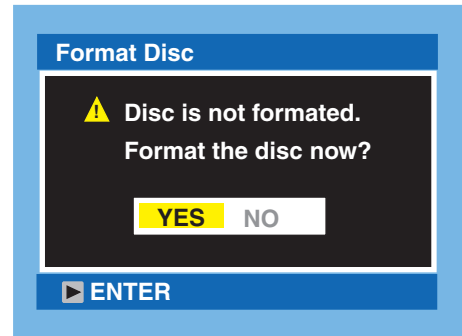 Format Disc
Disc is not formated.
Format the disc now?
YES NO
ENTER